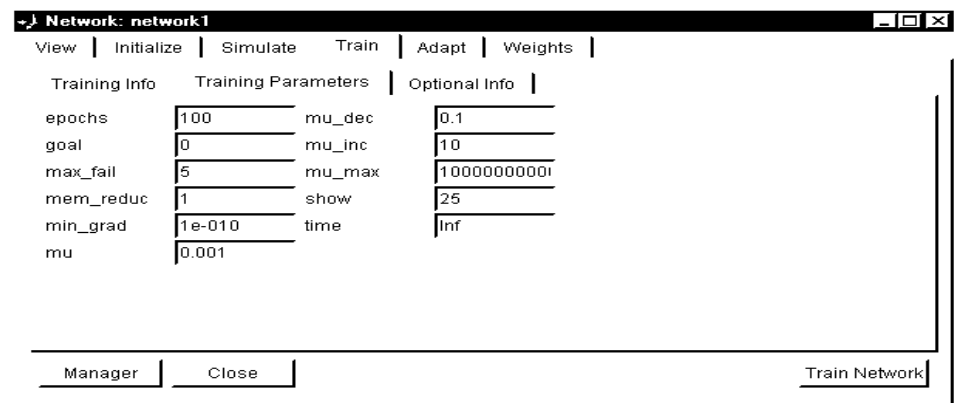 Network: network1
View Initialize Simulate Train Adapt Weights
Training Info Training Parameters Optional Info
epochs 100 mu_dec 0.1
goal 0 mu_inc 10
max_fail 5 mu_max 1000000000
mem_reduc 1 show 25
min_grad 1e-010 time Inf
mu 0.001
Manager Close Train Network